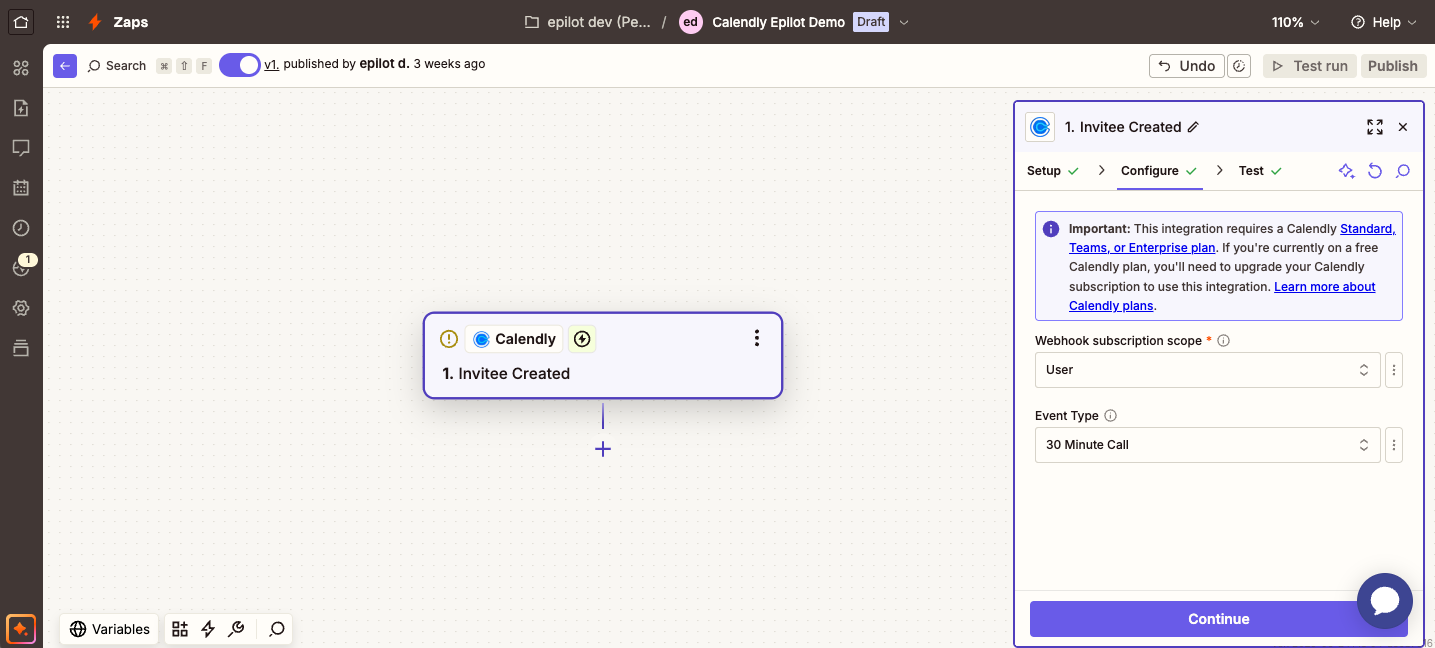 Zaps
epilot dev (Pe... / ed Calendly Epilot Demo Draft
110%
Help
Search ⌘ ⇧ F
v1. published by epilot d. 3 weeks ago
Undo
Test run
Publish
1
Calendly
1. Invitee Created
1. Invitee Created
Setup
Configure
Test
Important: This integration requires a Calendly Standard,
Teams, or Enterprise plan. If you're currently on a free
Calendly plan, you'll need to upgrade your Calendly
subscription to use this integration. Learn more about
Calendly plans.
Webhook subscription scope *
User
Event Type
30 Minute Call
Continue
Variables